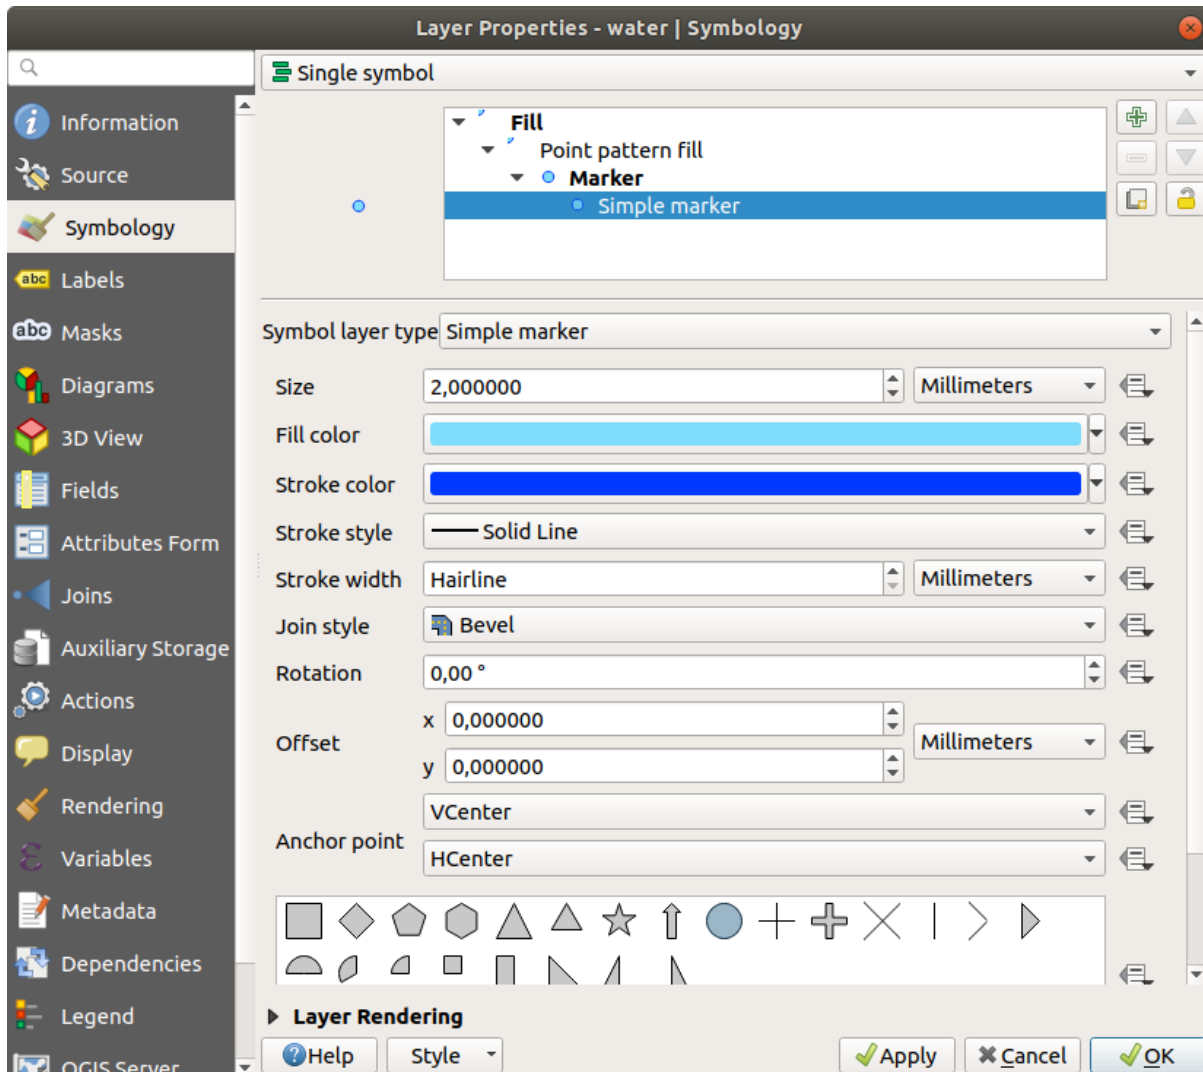 Layer Properties - water | Symbology
Information
Source
Symbology
abc Labels
abc Masks
Diagrams
3D View
Fields
Attributes Form
Joins
Auxiliary Storage
Actions
Display
Rendering
Variables
Metadata
Dependencies
Legend
QGIS Server
Single symbol
Fill
Point pattern fill
Marker
Simple marker
Symbol layer type Simple marker
Size 2,000000 Millimeters
Fill color
Stroke color
Stroke style Solid Line
Stroke width Hairline Millimeters
Join style Bevel
Rotation 0,00 °
Offset x 0,000000 Millimeters
y 0,000000
Anchor point VCenter
HCenter
Layer Rendering
Help Style Apply Cancel OK